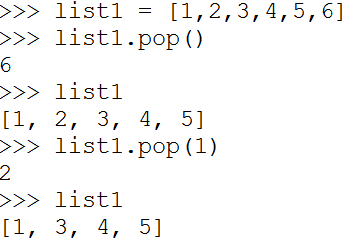 >>> list1 = [1,2,3,4,5,6]
>>> list1.pop()
6
>>> list1
[1, 2, 3, 4, 5]
>>> list1.pop(1)
2
>>> list1
[1, 3, 4, 5]